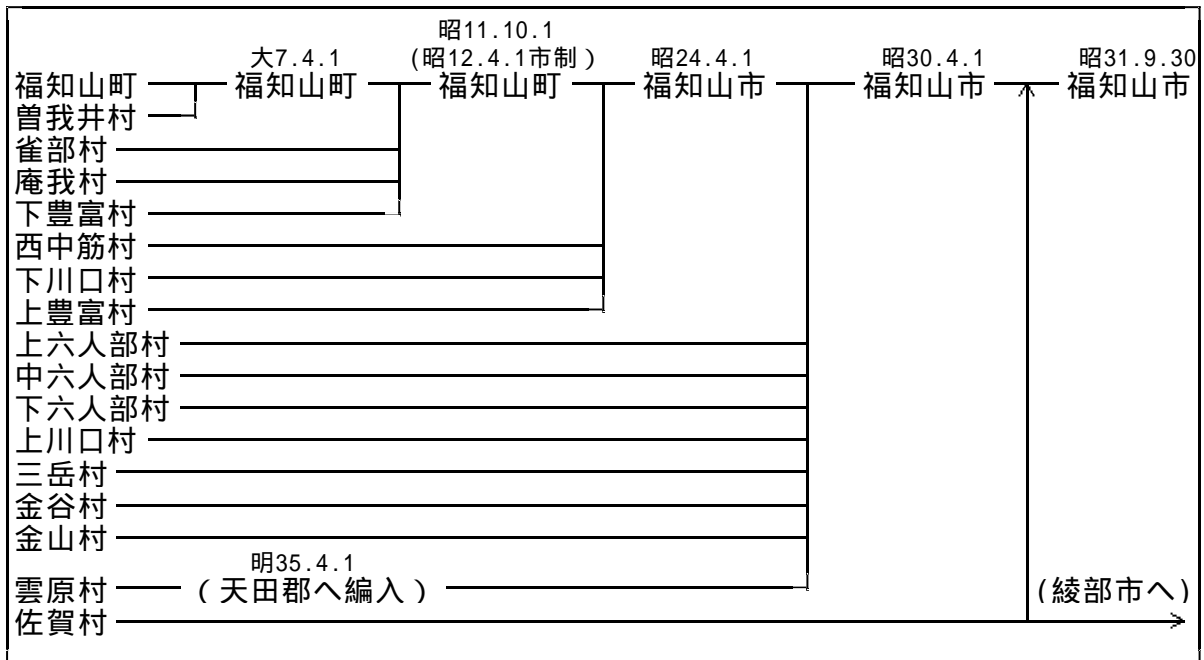 昭11.10.1
大7.4.1 (昭12.4.1市制) 昭24.4.1 昭30.4.1 昭31.9.30
福知山町 福知山町 福知山町 福知山市 福知山市 福知山市
曽我井村
雀部村
庵我村
下豊富村
西中筋村
下川口村
上豊富村
上六人部村
中六人部村
下六人部村
上川口村
三岳村
金谷村
金山村
明35.4.1
雲原村 (天田郡へ編入) (綾部市へ)
佐賀村